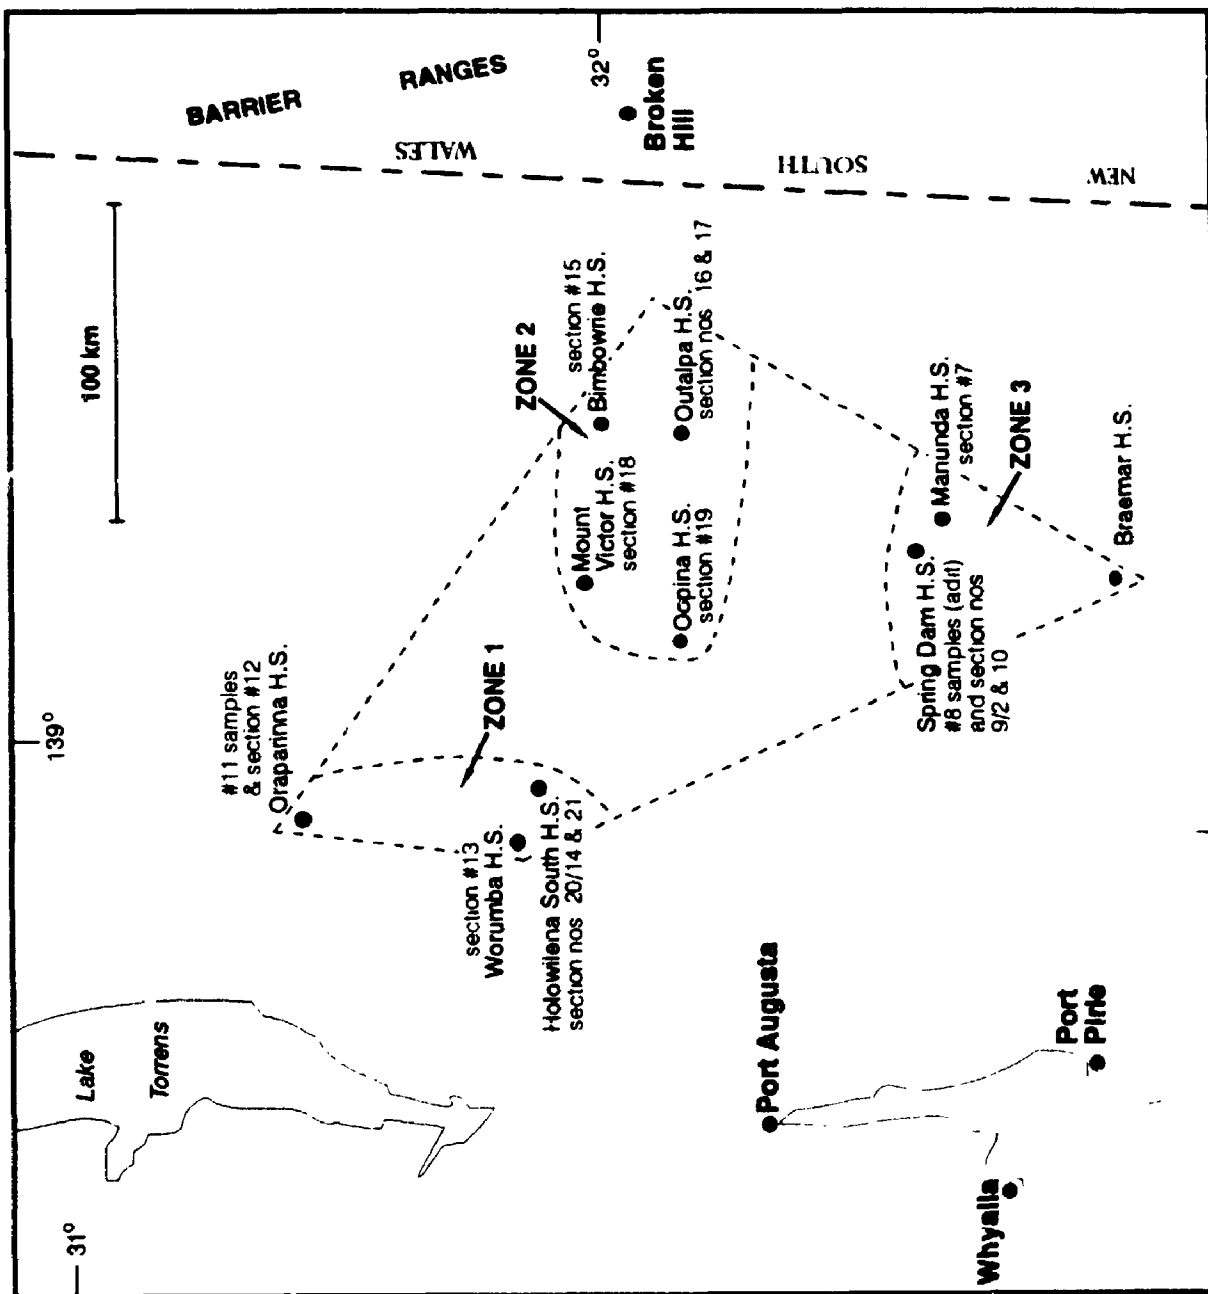 BARRIER RANGES
32°
Broken
Hill
WALES
SOUTH
NEW
100 km
section #15
Bimbowrie H.S.
ZONE 2
Outalpa H.S.
section nos 16 & 17
Mount
Victor H.S.
section #18
Oopina H.S.
section #19
Manunda H.S.
section #7
ZONE 3
Braemar H.S.
Spring Dam H.S.
#8 samples (adit)
and section nos
9/2 & 10
139°
#11 samples
& section #12
Oraparinna H.S.
ZONE 1
section #13
Worumba H.S.
Holowilena South H.S.
section nos 20/14 & 21
Lake
Torrens
Port Augusta
Port
Pirie
Whyalla
31°